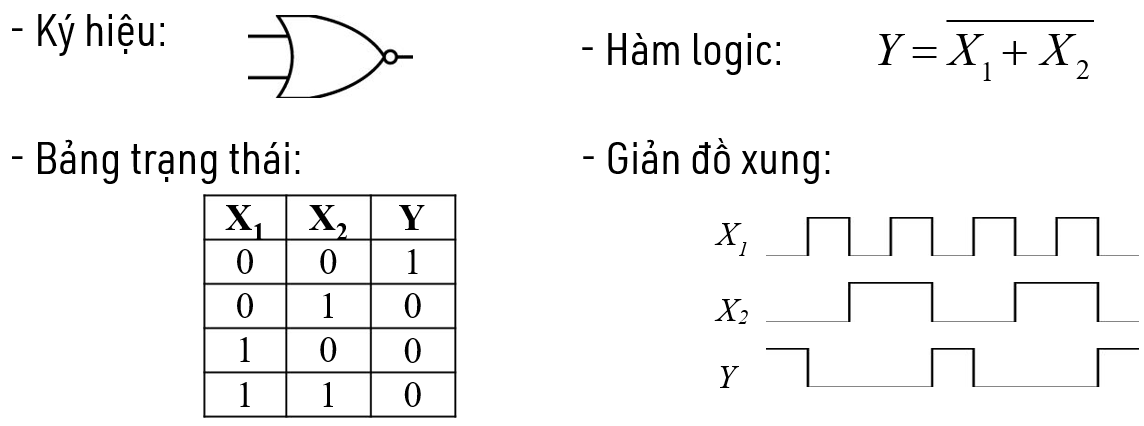 - Ký hiệu:
- Hàm logic: Y = \overline{X₁ + X₂}
- Bảng trạng thái:
X₁ X₂ Y
0 0 1
0 1 0
1 0 0
1 1 0
- Giản đồ xung:
X₁
X₂
Y